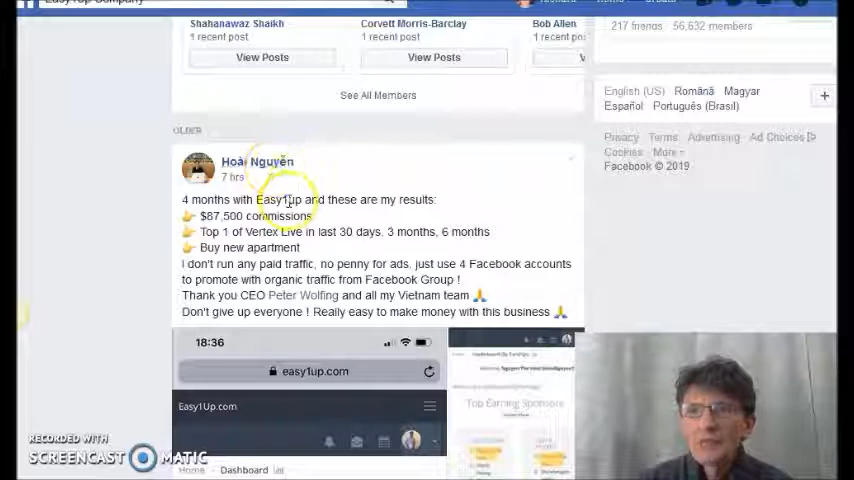 Easy1Up Company
Shahanawaz Shaikh
Corvett Morris-Barclay
Bob Allen
1 recent post
1 recent post
1 recent pos
View Posts
View Posts
See All Members
217 friends · 56,632 members
English (US) · Română · Magyar
Español · Português (Brasil)
+
Privacy · Terms · Advertising · Ad Choices
Cookies · More
Facebook © 2019
OLDER
Hoài Nguyễn
7 hrs
4 months with Easy1up and these are my results:
👉 $87,500 commissions
👉 Top 1 of Vertex Live in last 30 days, 3 months, 6 months
👉 Buy new apartment
I don't run any paid traffic, no penny for ads, just use 4 Facebook accounts
to promote with organic traffic from Facebook Group !
Thank you CEO Peter Wolfing and all my Vietnam team 🙏
Don't give up everyone ! Really easy to make money with this business 🙏
18:36
easy1up.com
Easy1Up.com
Home
Dashboard
Top Earning Sponsors
RECORDED WITH
SCREENCAST MATIC